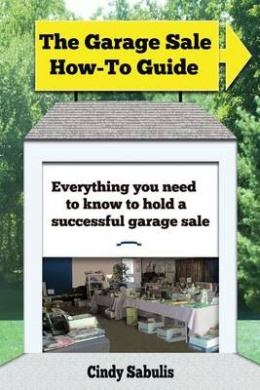 The Garage Sale
How-To Guide
Everything you need
to know to hold a
successful garage sale
Cindy Sabulis